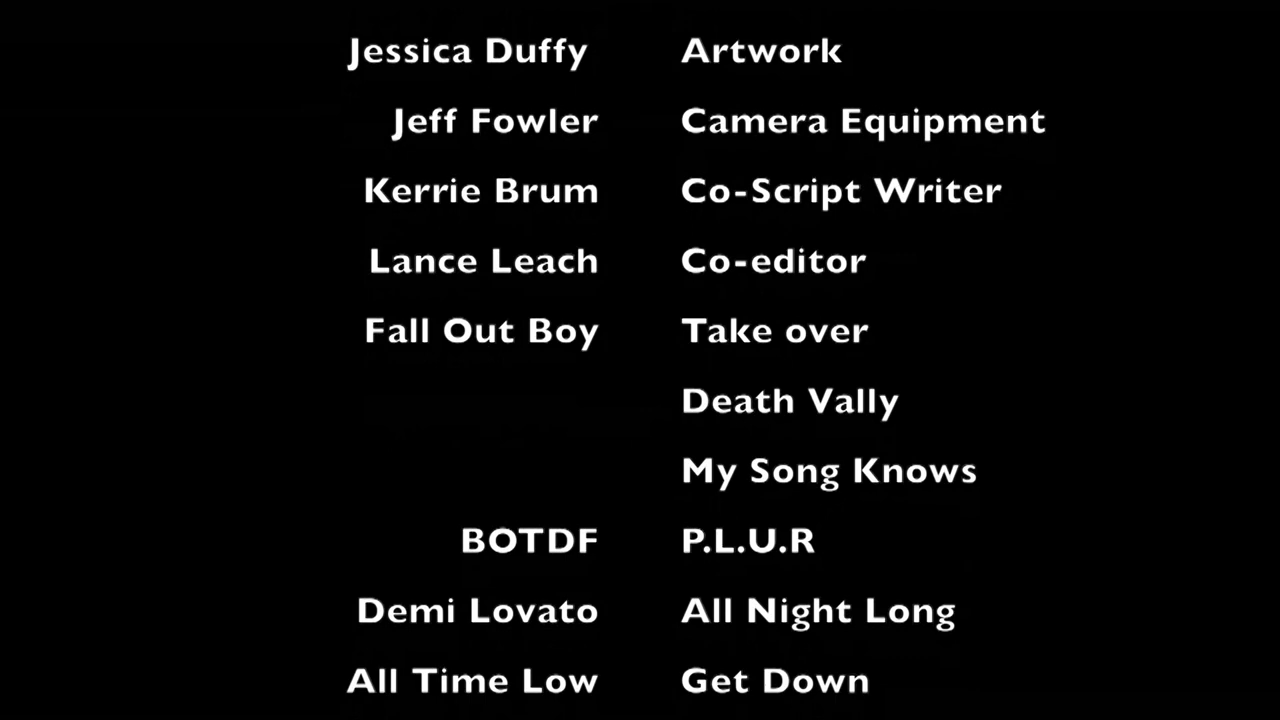 Jessica Duffy Artwork
Jeff Fowler Camera Equipment
Kerrie Brum Co-Script Writer
Lance Leach Co-editor
Fall Out Boy Take over
Death Vally
My Song Knows
BOTDF P.L.U.R
Demi Lovato All Night Long
All Time Low Get Down